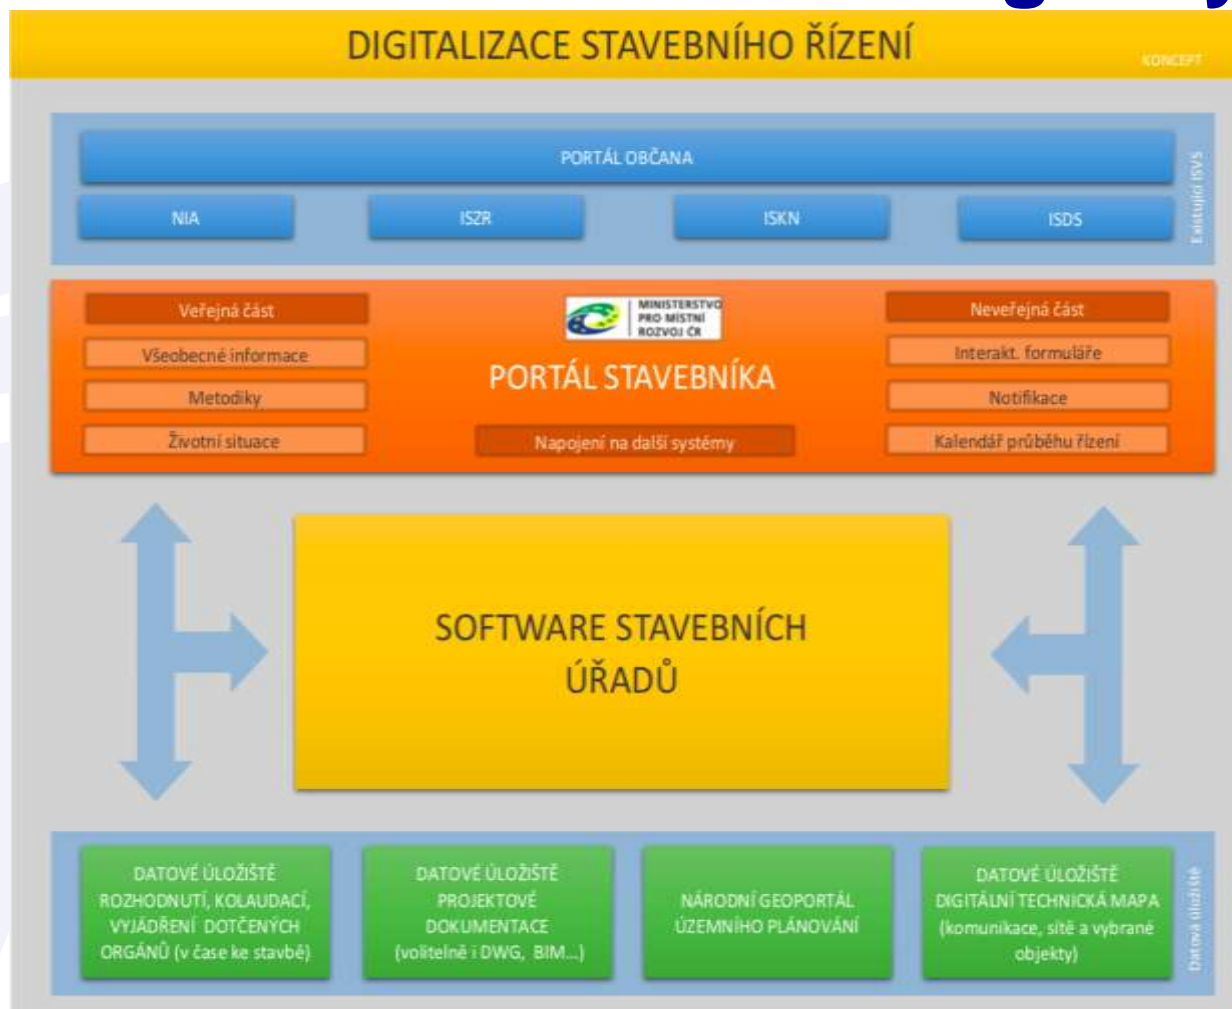 DIGITALIZACE STAVEBNÍHO ŘÍZENÍ
KONCEPT
PORTÁL OBČANA
NIA
ISZR
ISKN
ISDS
Existující ISVS
Veřejná část
Všeobecné informace
Metodiky
Životní situace
MINISTERSTVO
PRO MÍSTNÍ
ROZVOJ ČR
PORTÁL STAVEBNÍKA
Napojení na další systémy
Neveřejná část
Interakt. formuláře
Notifikace
Kalendář průběhu řízení
SOFTWARE STAVEBNÍCH
ÚŘADŮ
DATOVÉ ÚLOŽIŠTĚ
ROZHODNUTÍ, KOLAUDACÍ,
VYJÁDŘENÍ DOTČENÝCH
ORGÁNŮ (v čase ke stavbě)
DATOVÉ ÚLOŽIŠTĚ
PROJEKTOVÉ
DOKUMENTACE
(volitelně i DWG, BIM...)
NÁRODNÍ GEOPORTÁL
ÚZEMNÍHO PLÁNOVÁNÍ
DATOVÉ ÚLOŽIŠTĚ
DIGITÁLNÍ TECHNICKÁ MAPA
(komunikace, sítě a vybrané
objekty)
Datová úložiště